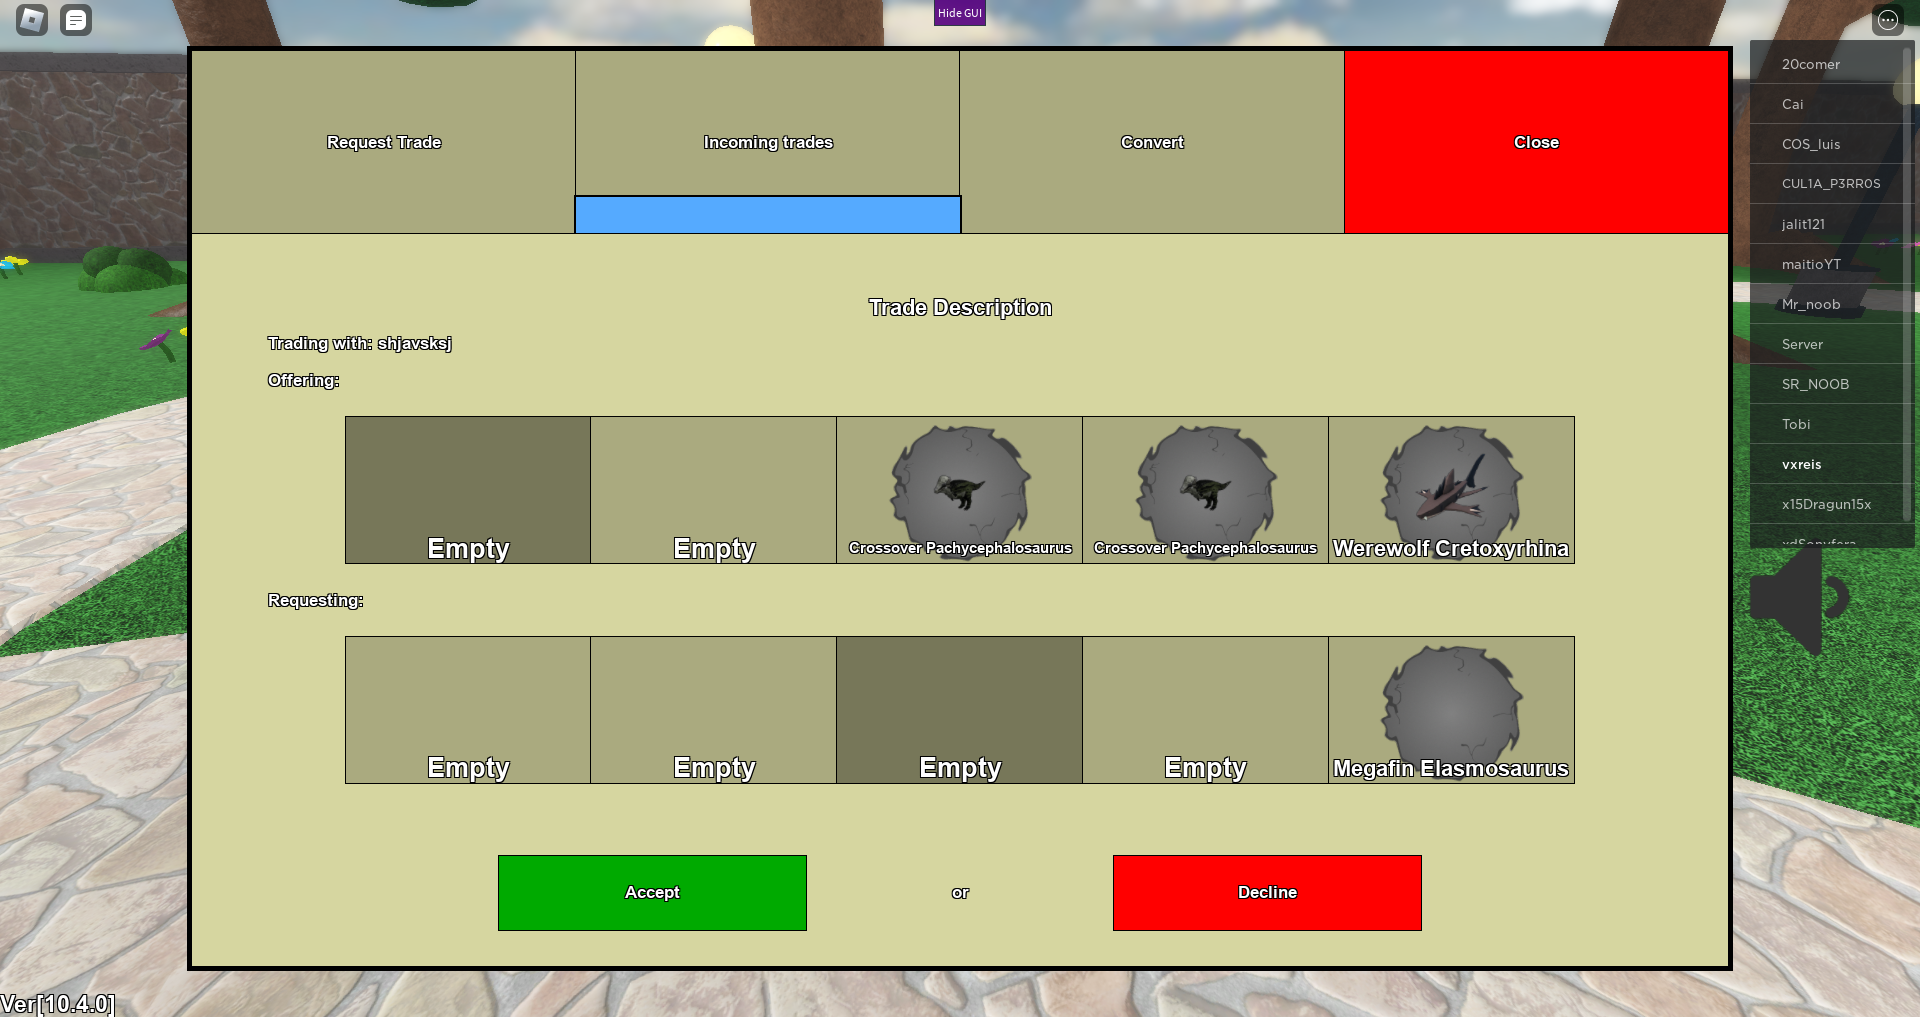 Hide GUI
Request Trade
Incoming trades
Convert
Close
20comer
Cai
COS_luis
CUL1A_P3RR0S
jalit121
maitioYT
Mr_noob
Server
SR_NOOB
Tobi
vxreis
x15Dragun15x
Trade Description
Trading with: shjavsksj
Offering:
Empty
Empty
Crossover Pachycephalosaurus
Crossover Pachycephalosaurus
Werewolf Cretoxyrhina
Requesting:
Empty
Empty
Empty
Empty
Megafin Elasmosaurus
Accept
or
Decline
Ver[10.4.0]